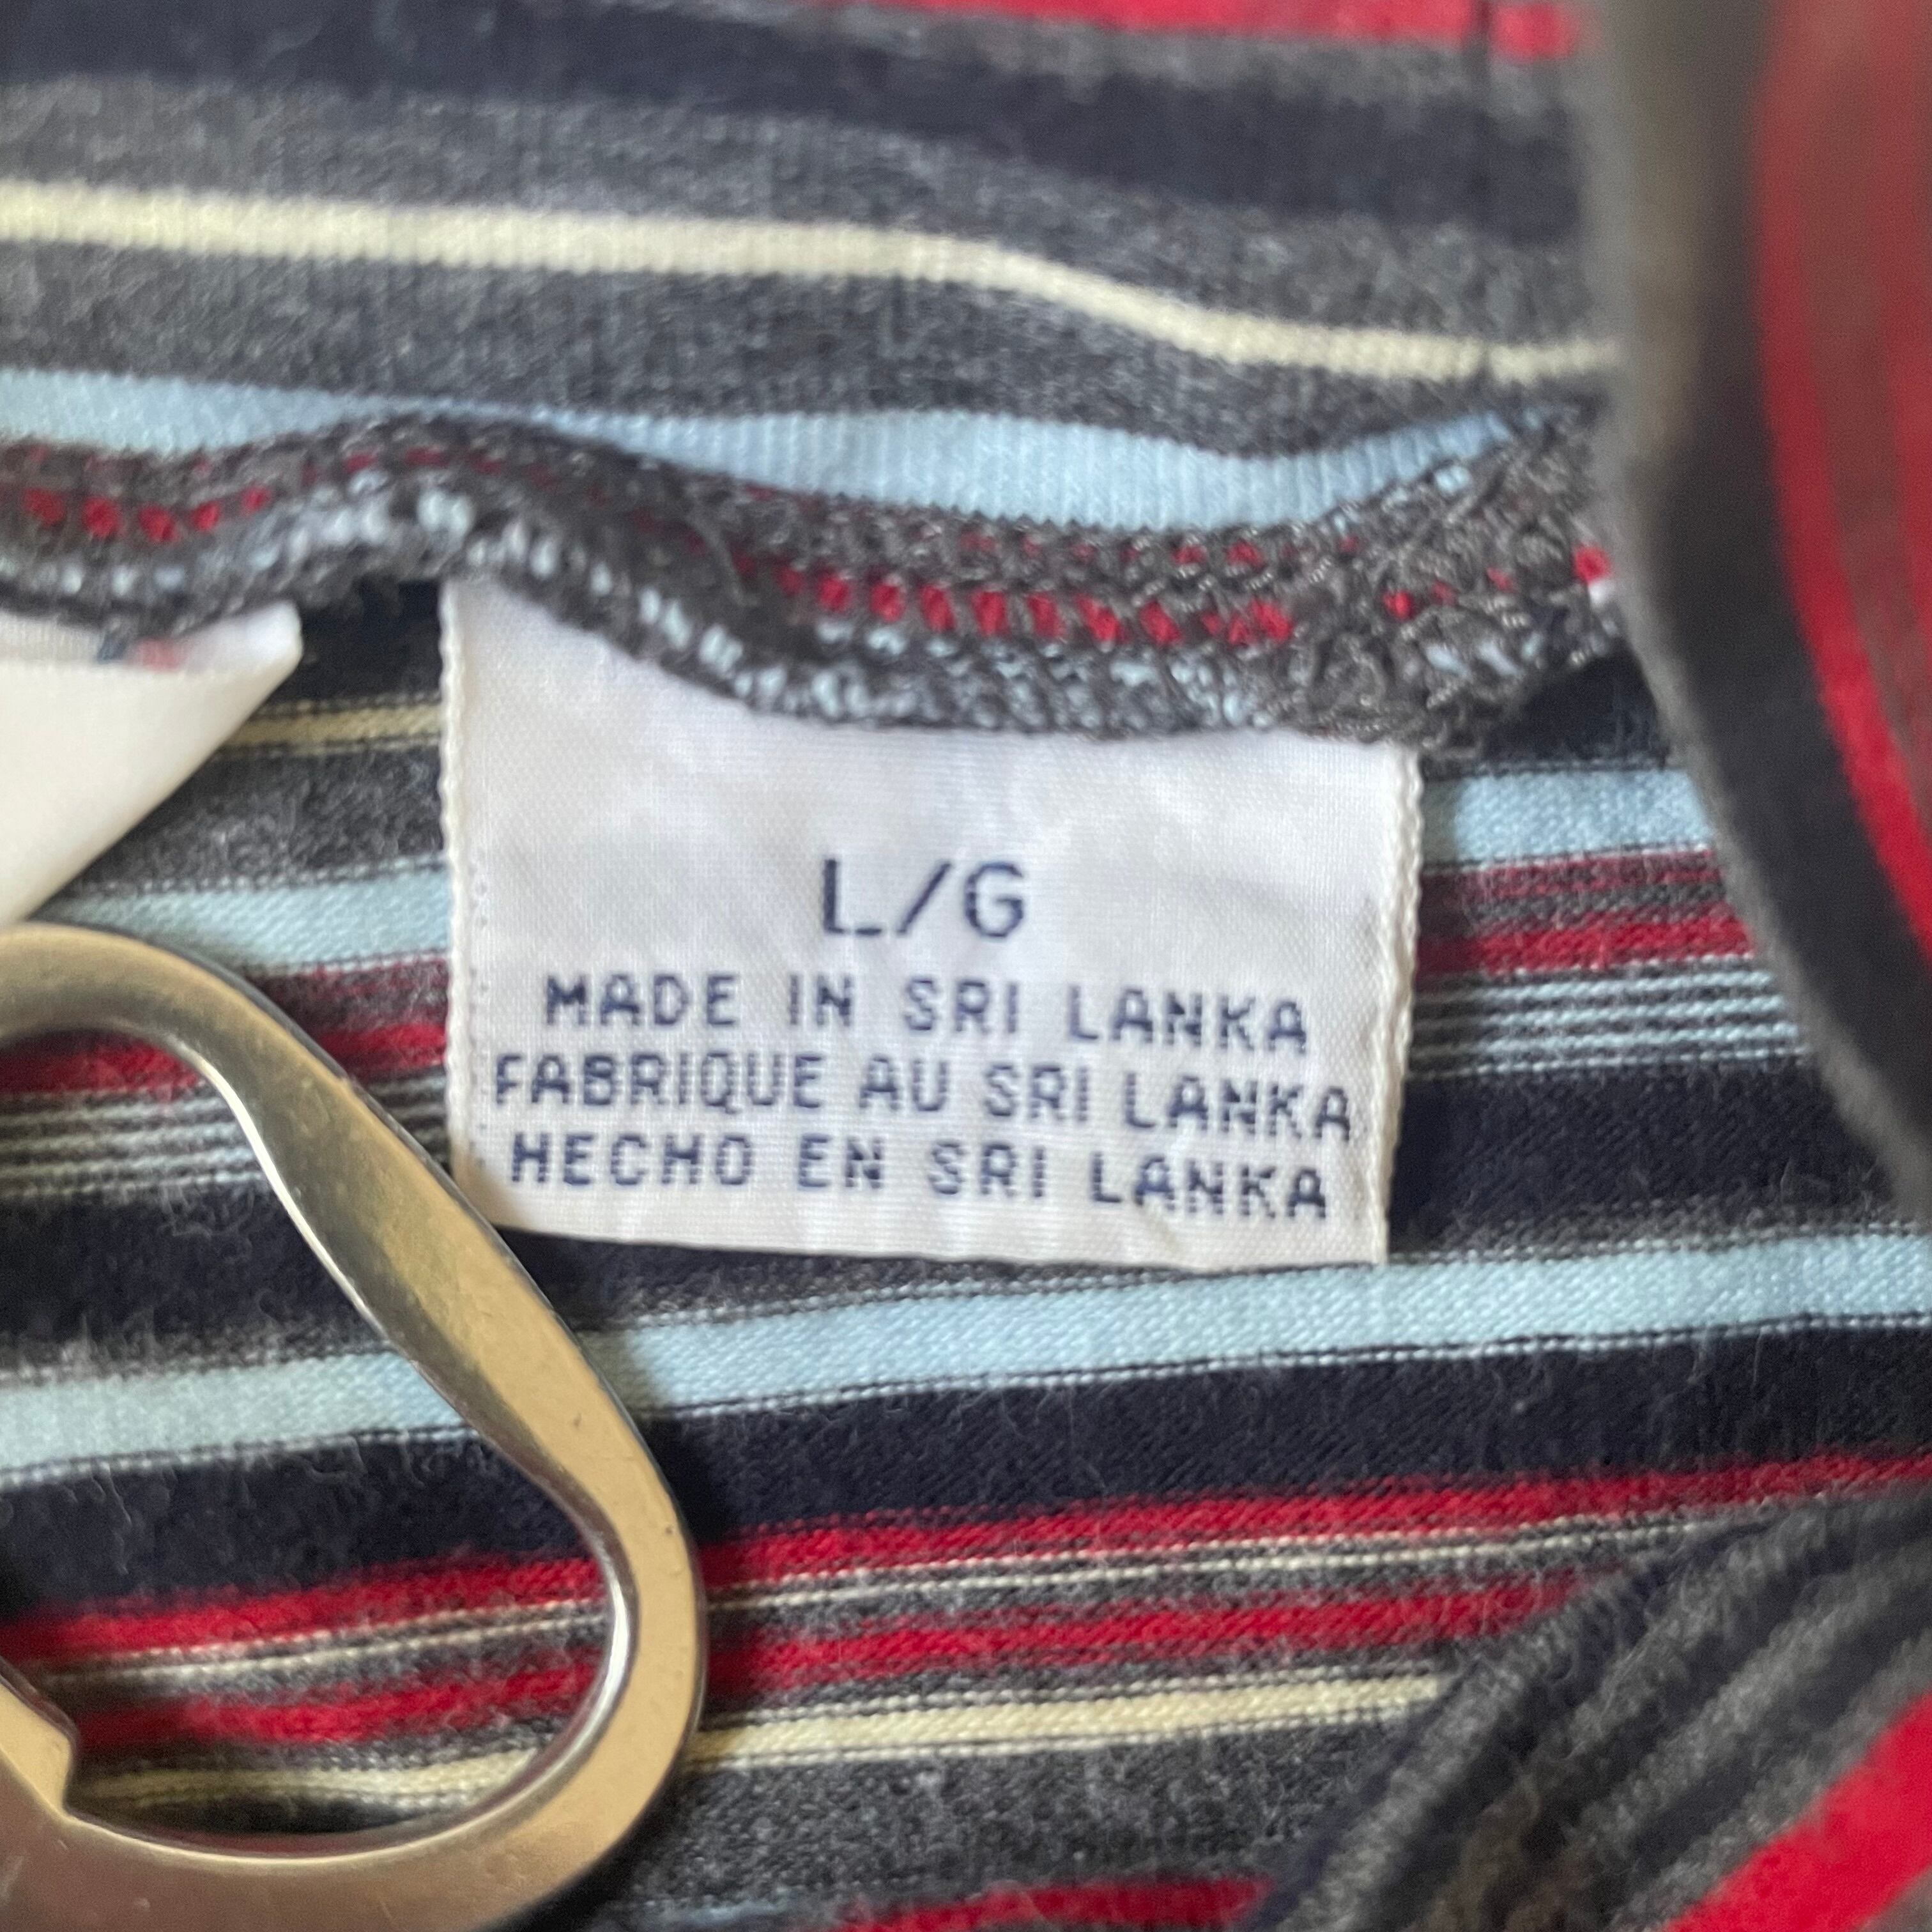 L/G
MADE IN SRI LANKA
FABRIQUE AU SRI LANKA
HECHO EN SRI LANKA